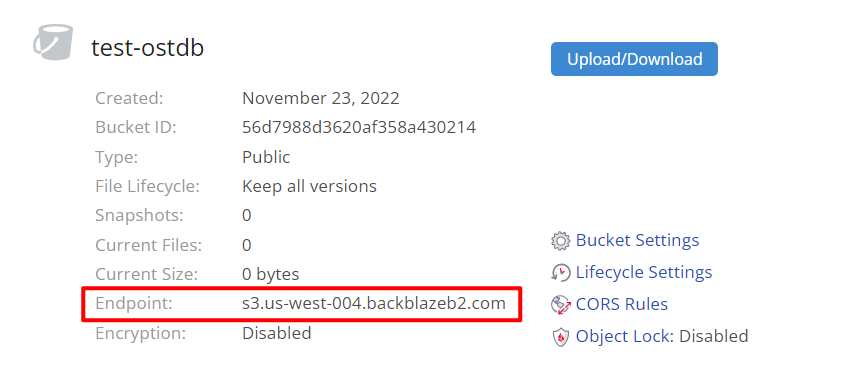 test-ostdb
Upload/Download
Created: November 23, 2022
Bucket ID: 56d7988d3620af358a430214
Type: Public
File Lifecycle: Keep all versions
Snapshots: 0
Current Files: 0
Current Size: 0 bytes
Endpoint: s3.us-west-004.backblazeb2.com
Encryption: Disabled
Bucket Settings
Lifecycle Settings
CORS Rules
Object Lock: Disabled